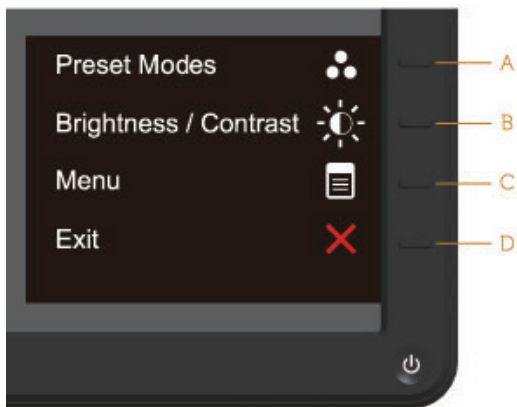 Preset Modes
A
Brightness / Contrast
B
Menu
C
Exit
D